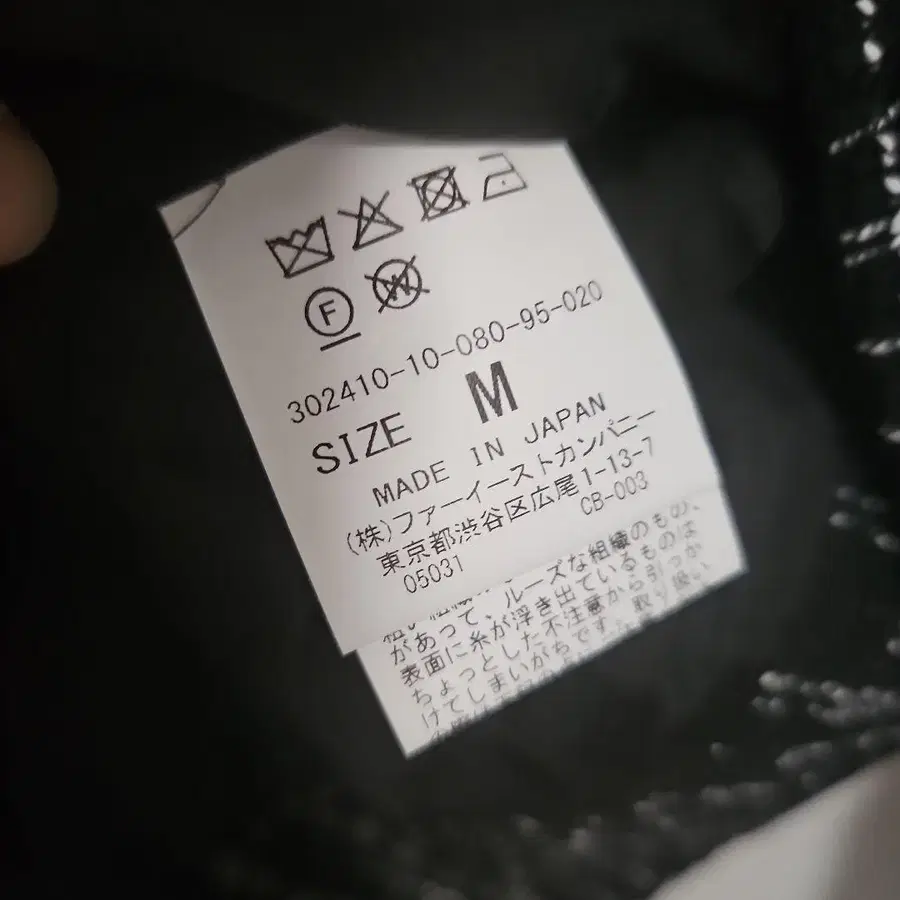 F
W
302410-10-080-95-020
SIZE M
MADE IN JAPAN
(株)ファーイーストカンパニー
東京都渋谷区広尾1-13-7
05031 CB-003
があって、ルーズな組織のもの、
表面に糸が浮き出ているものは
ちょっとした不注意から引っか
けてしまいがちです。取り扱い